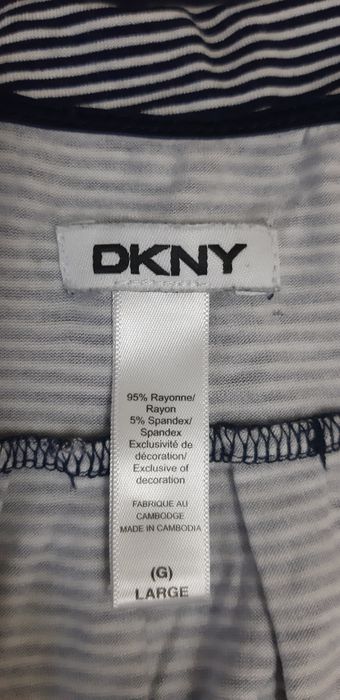 DKNY
95% Rayonne/
Rayon
5% Spandex/
Spandex
Exclusivité de
décoration/
Exclusive of
decoration
FABRIQUE AU
CAMBODGE
MADE IN CAMBODIA
(G)
LARGE